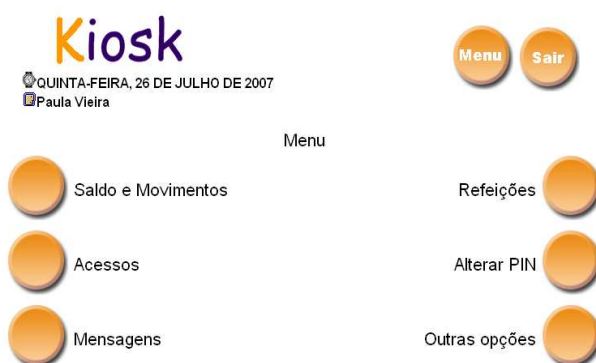 Kiosk
Menu Sair
QUINTA-FEIRA, 26 DE JULHO DE 2007
Paula Vieira
Menu
Saldo e Movimentos
Refeições
Acessos
Alterar PIN
Mensagens
Outras opções